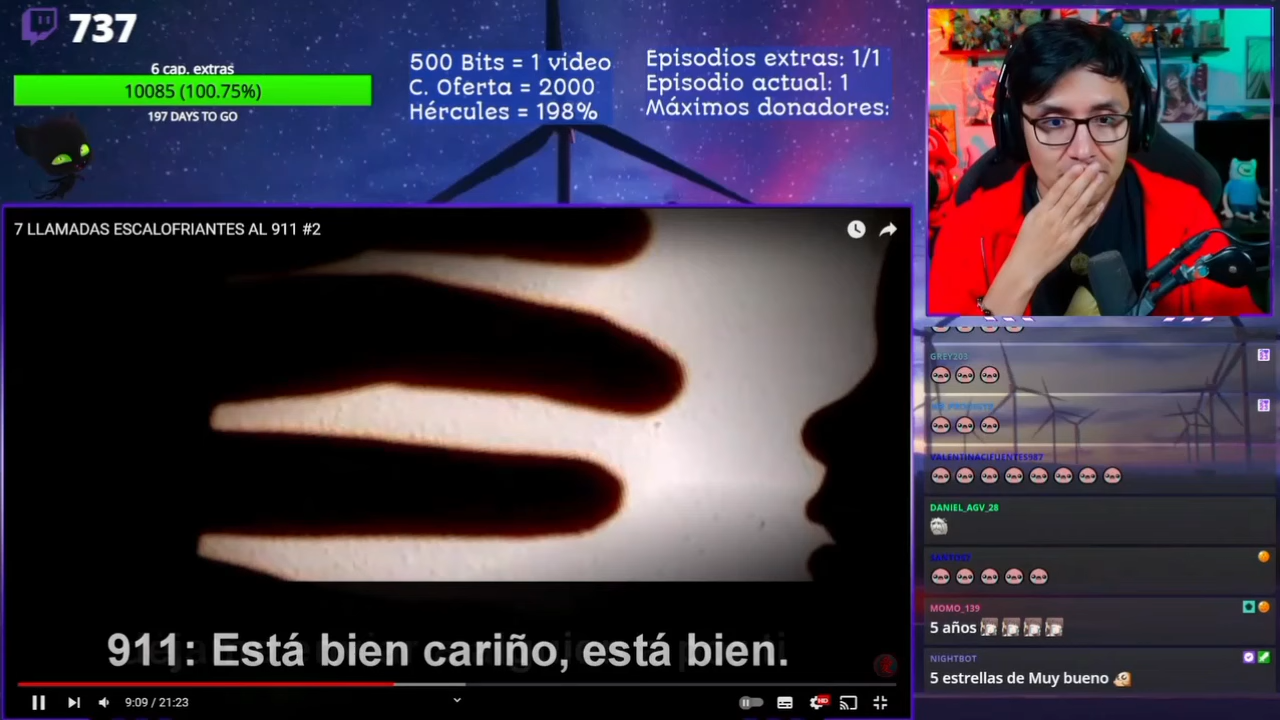 737
6 cap. extras
10085 (100.75%)
197 DAYS TO GO
500 Bits = 1 video
C. Oferta = 2000
Hércules = 198%
Episodios extras: 1/1
Episodio actual: 1
Máximos donadores:
7 LLAMADAS ESCALOFRIANTES AL 911 #2
911: Está bien cariño, está bien.
9:09 / 21:23
HD
GREY203
VALENTINACIFUENTES987
DANIEL_AGV_28
MOMO_139
5 años
NIGHTBOT
5 estrellas de Muy bueno